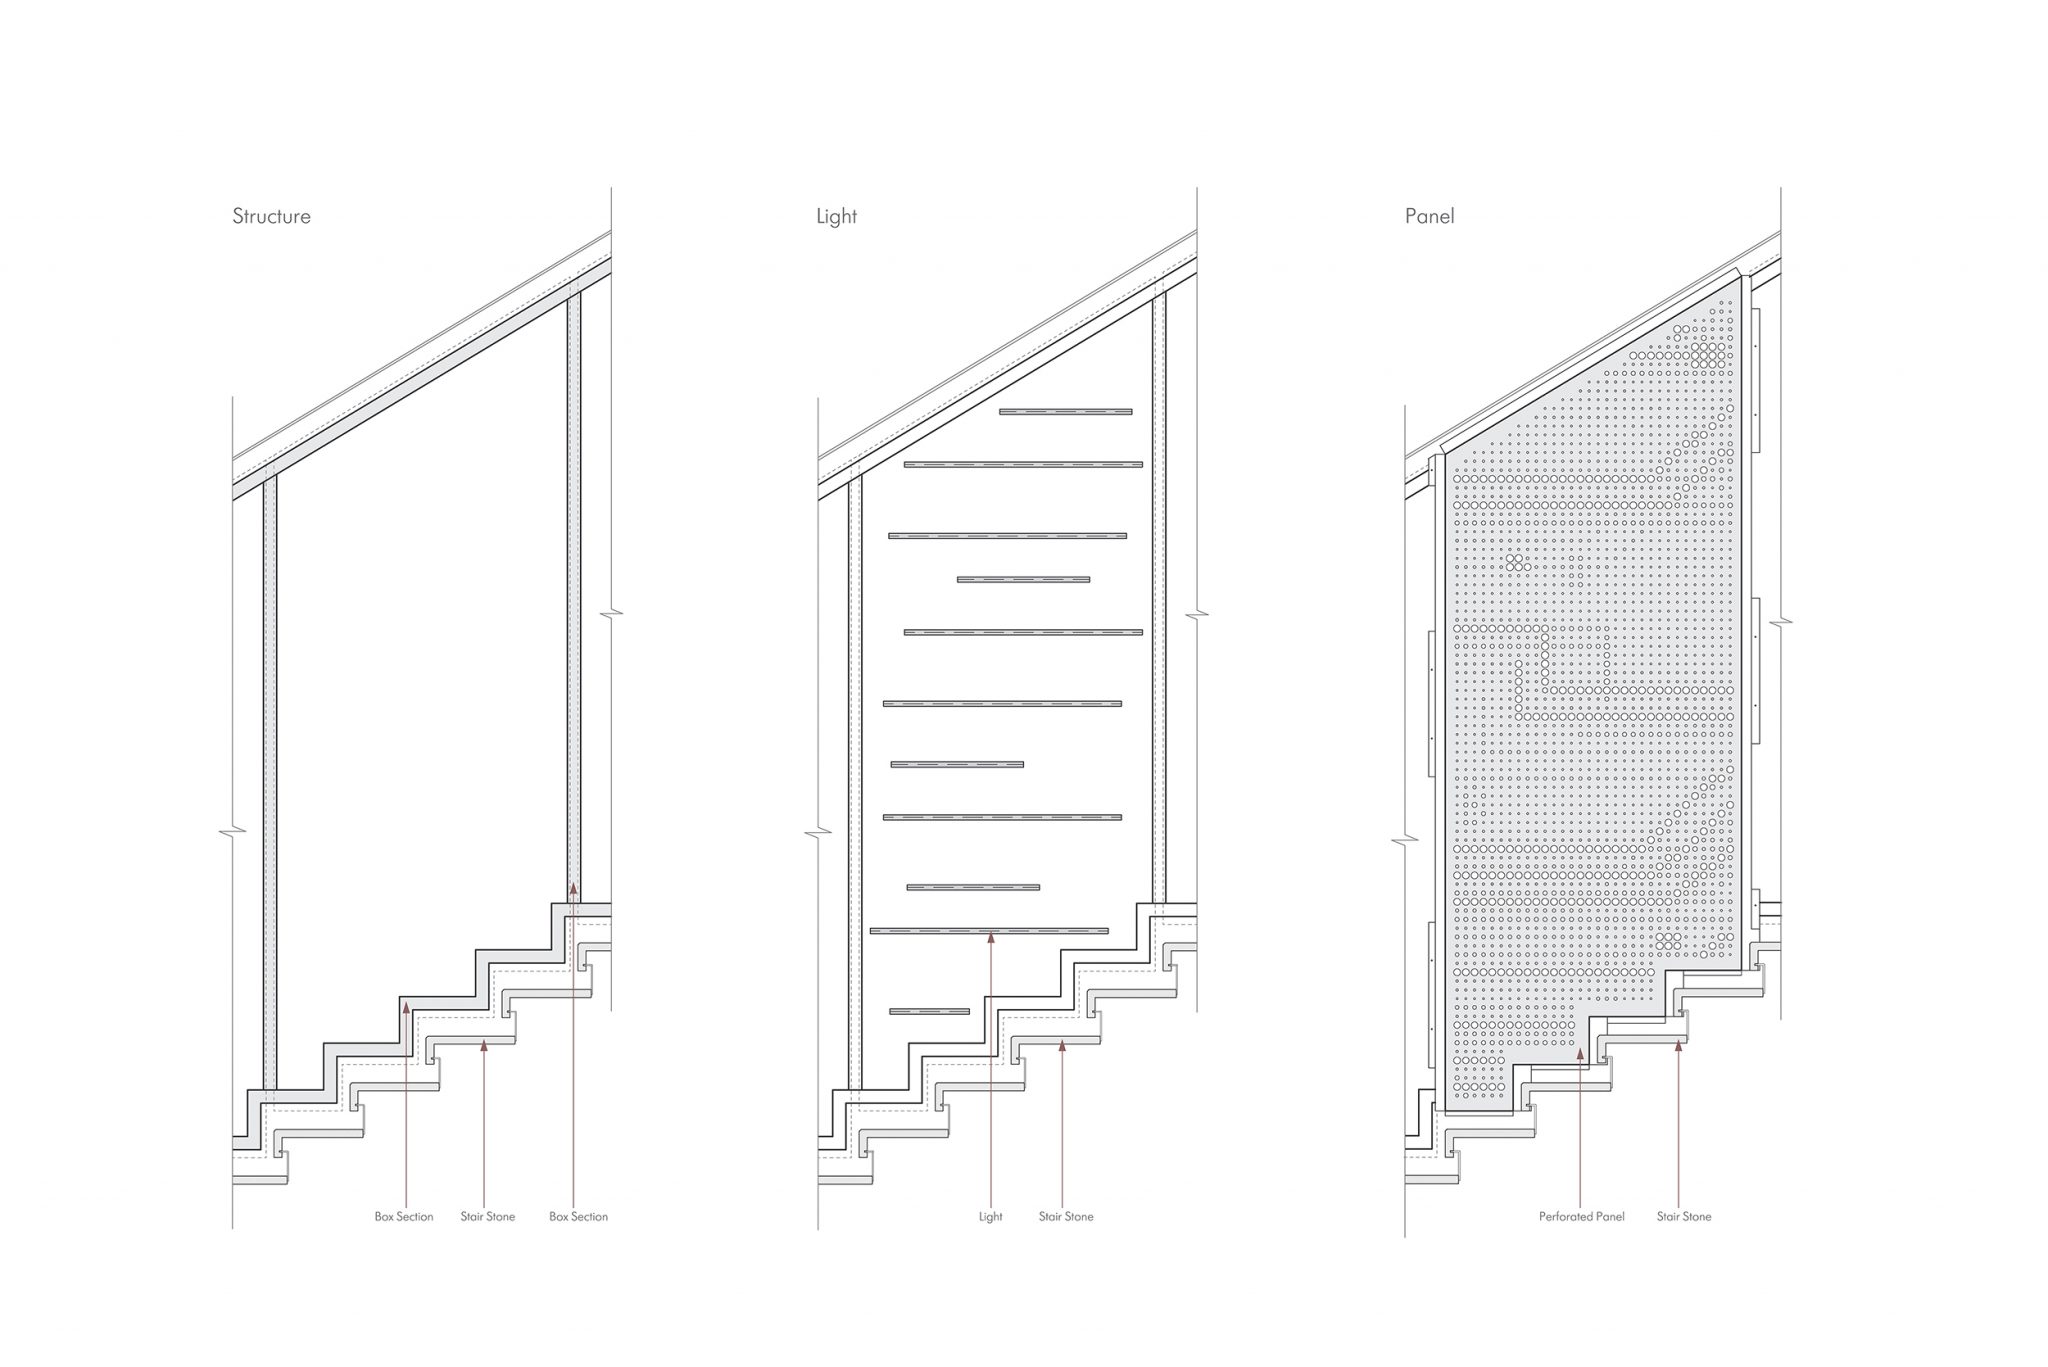 Structure
Light
Panel
Box Section
Stair Stone
Box Section
Light
Stair Stone
Perforated Panel
Stair Stone